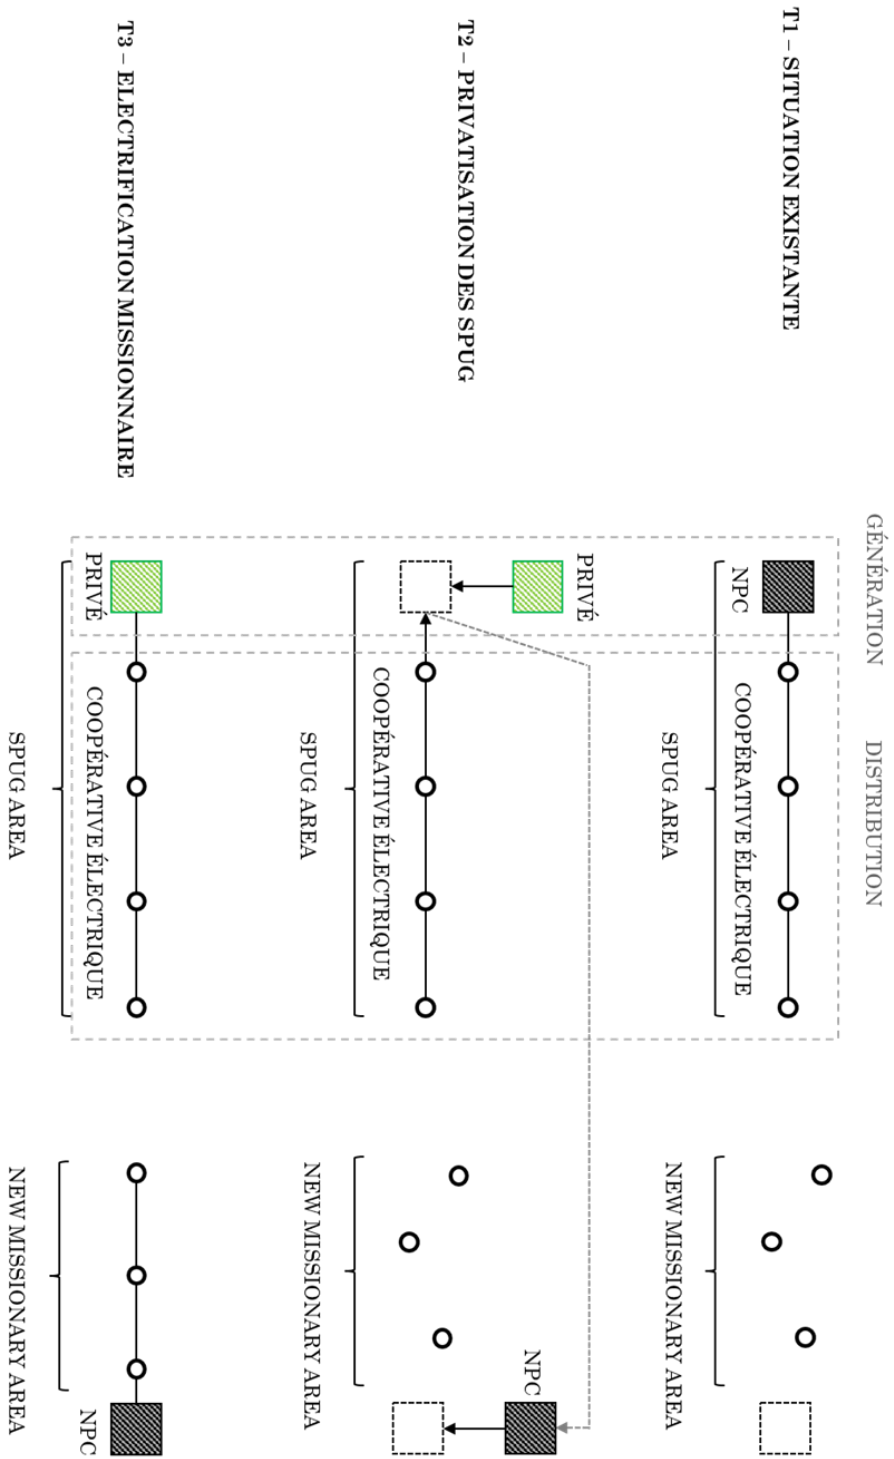 GÉNÉRATION
DISTRIBUTION
T1 – SITUATION EXISTANTE
NPC
COOPÉRATIVE ÉLECTRIQUE
SPUG AREA
NEW MISSIONARY AREA
T2 – PRIVATISATION DES SPUG
PRIVÉ
NPC
COOPÉRATIVE ÉLECTRIQUE
SPUG AREA
NEW MISSIONARY AREA
T3 – ELECTRIFICATION MISSIONNAIRE
PRIVÉ
COOPÉRATIVE ÉLECTRIQUE
NPC
SPUG AREA
NEW MISSIONARY AREA